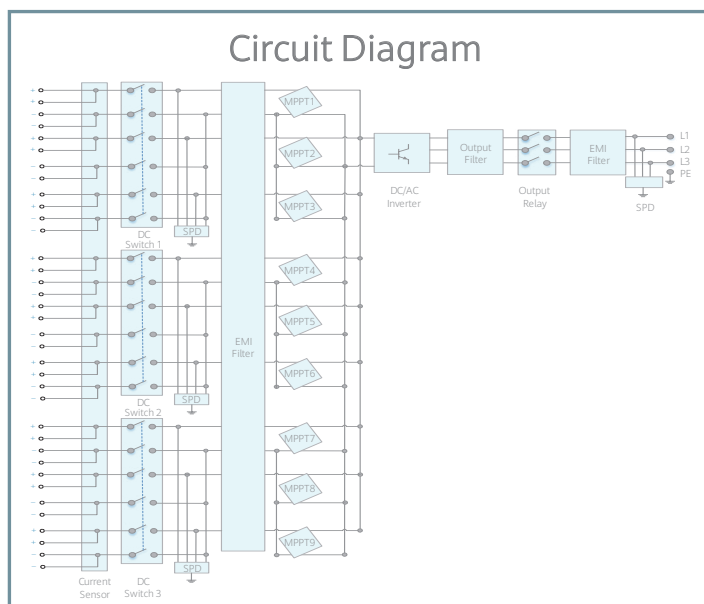 Circuit Diagram
MPPT1
MPPT2
MPPT3
DC
Switch 1
SPD
MPPT4
MPPT5
MPPT6
EMI
Filter
DC
Switch 2
SPD
MPPT7
MPPT8
MPPT9
SPD
Current
Sensor
DC
Switch 3
DC/AC
Inverter
Output
Filter
Output
Relay
EMI
Filter
L1
L2
L3
PE
SPD